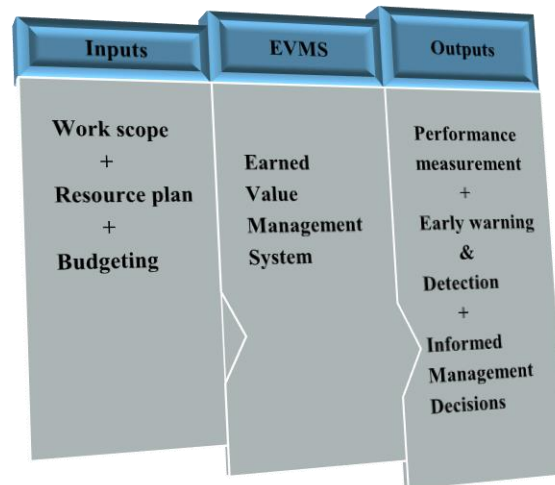 Inputs
Work scope
+
Resource plan
+
Budgeting
EVMS
Earned
Value
Management
System
Outputs
Performance
measurement
+
Early warning
&
Detection
+
Informed
Management
Decisions